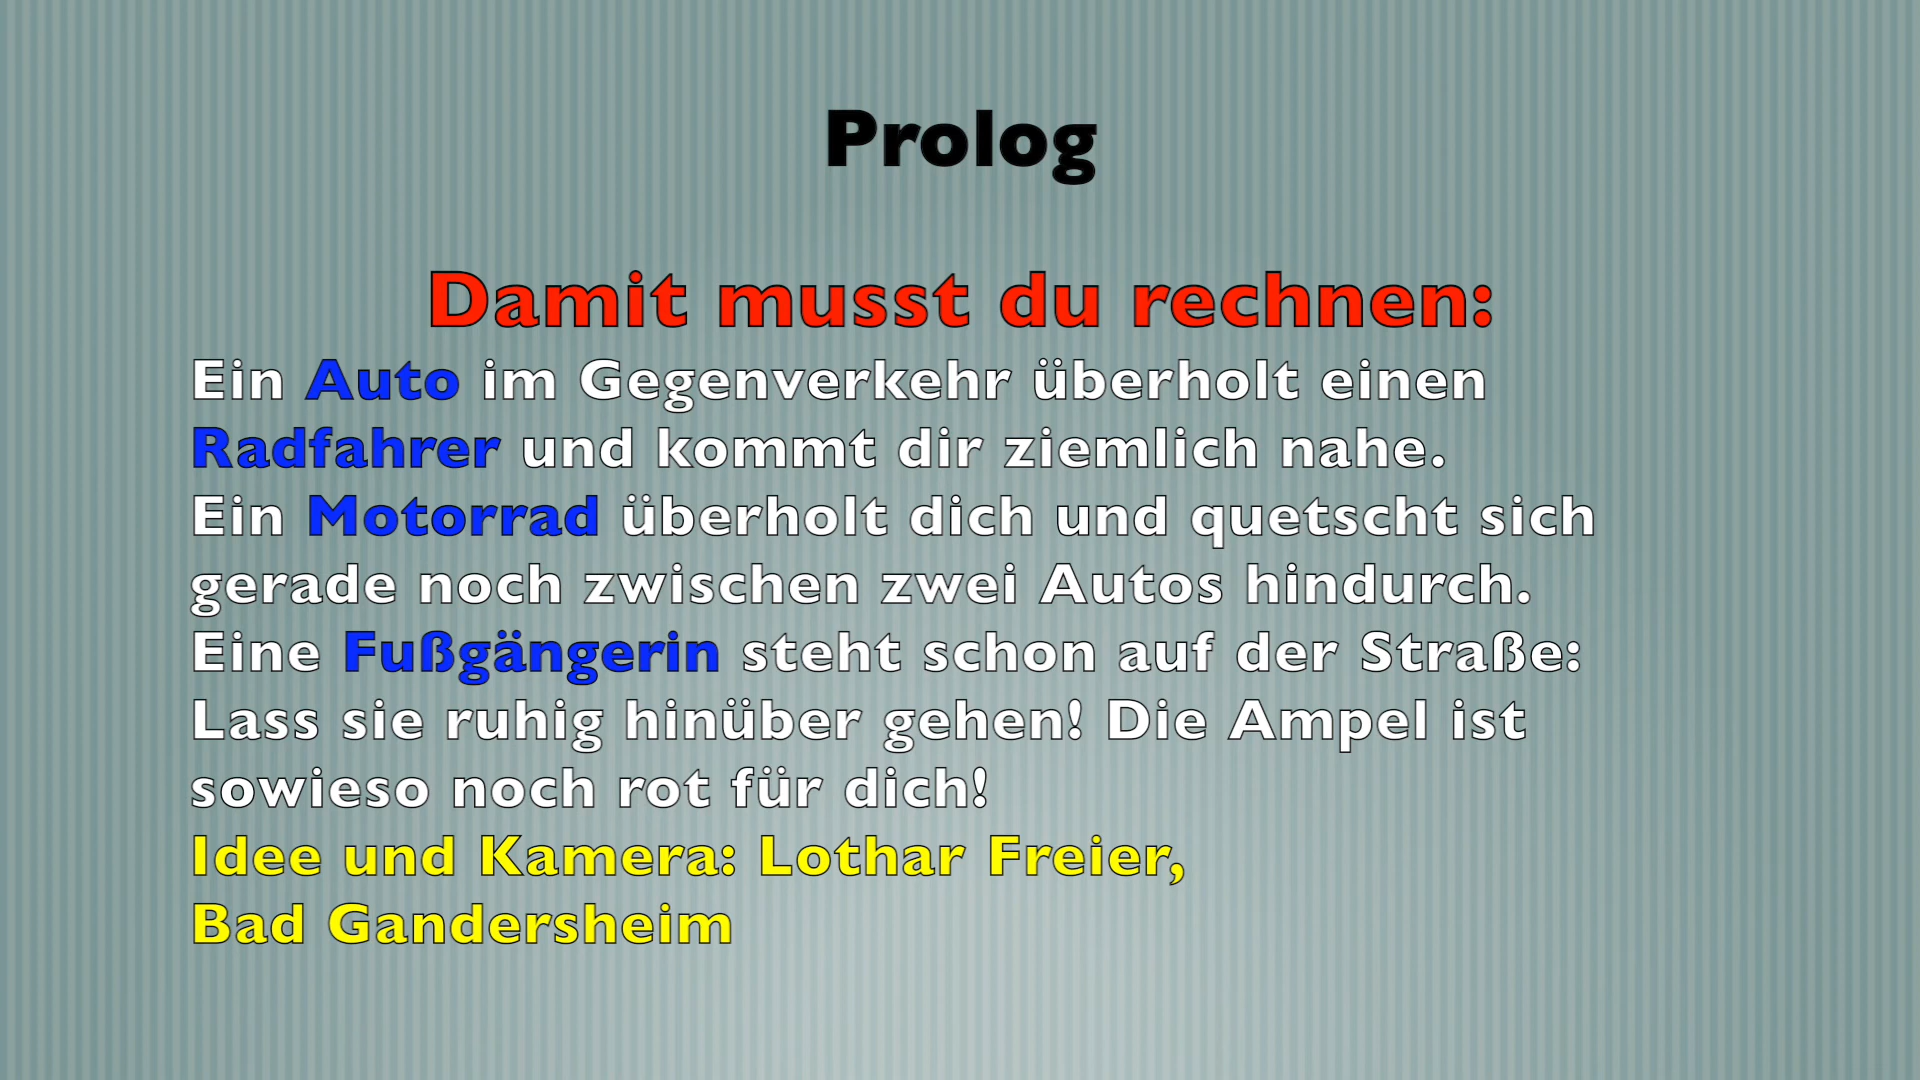 Prolog
Damit musst du rechnen:
Ein Auto im Gegenverkehr überholt einen
Radfahrer und kommt dir ziemlich nahe.
Ein Motorrad überholt dich und quetscht sich
gerade noch zwischen zwei Autos hindurch.
Eine Fußgängerin steht schon auf der Straße:
Lass sie ruhig hinüber gehen! Die Ampel ist
sowieso noch rot für dich!
Idee und Kamera: Lothar Freier,
Bad Gandersheim